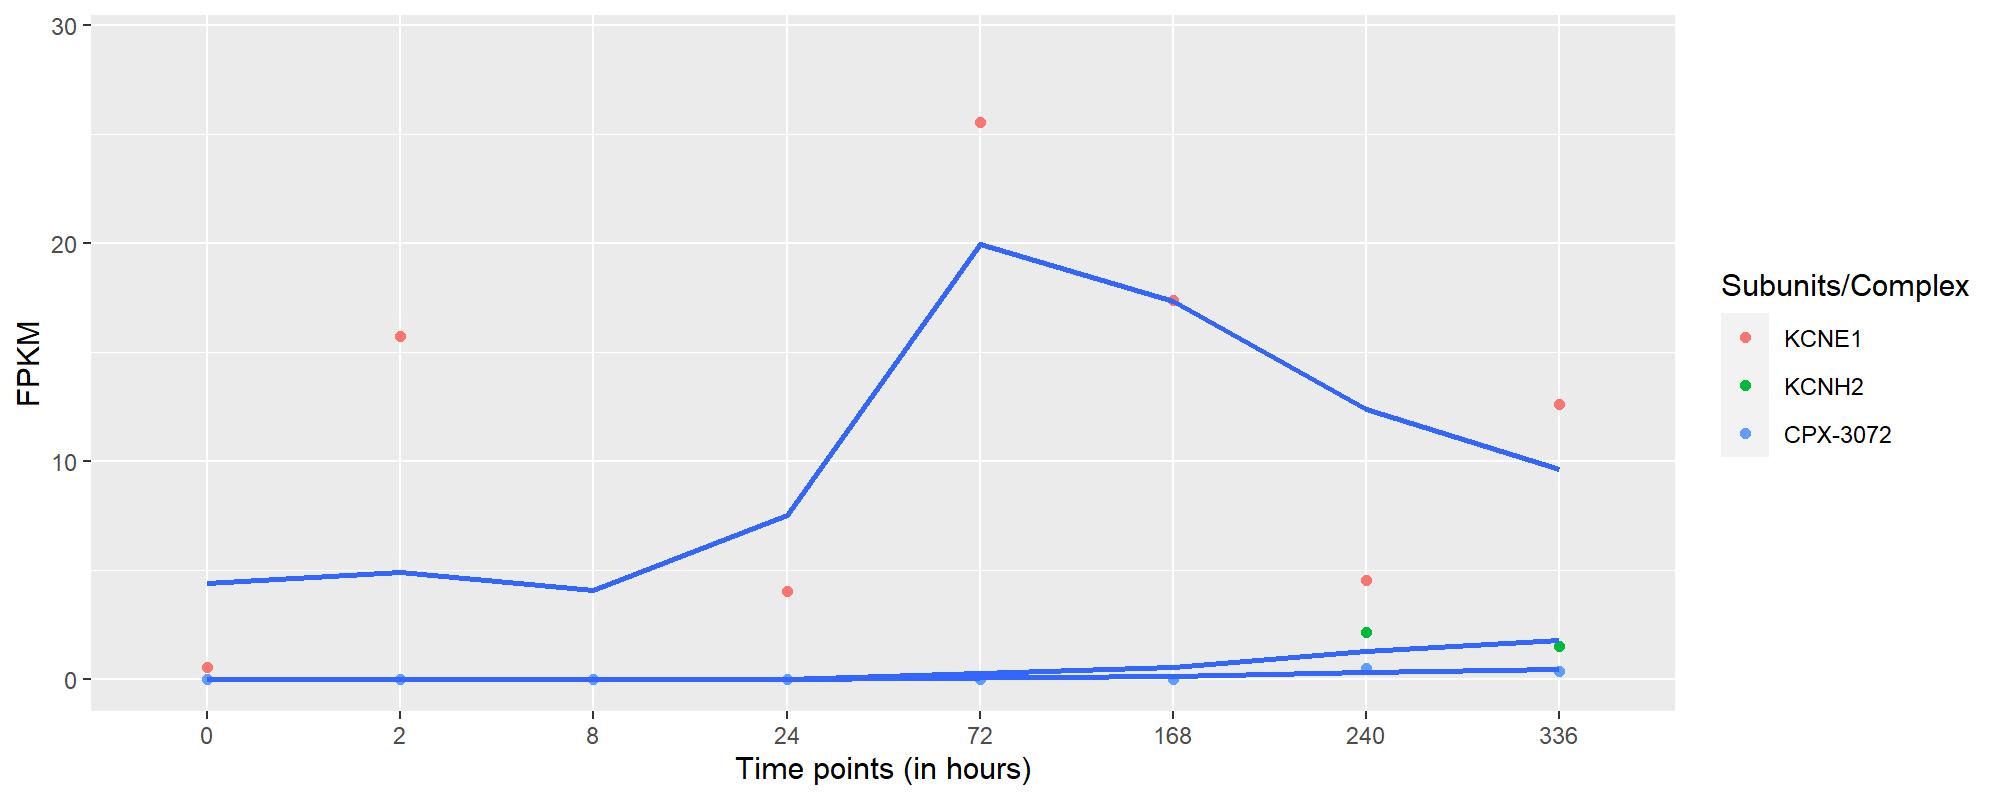 30
20
10
0
FPKM
0 2 8 24 72 168 240 336
Time points (in hours)
Subunits/Complex
KCNE1
KCNH2
CPX-3072